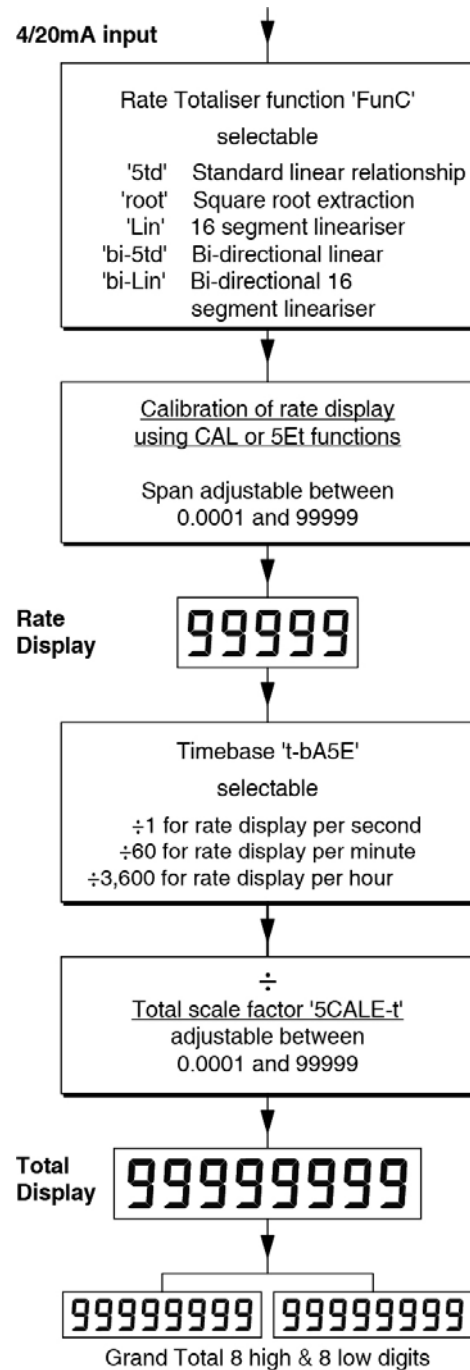 4/20mA input
Rate Totaliser function 'FunC'
selectable
'5td' Standard linear relationship
'root' Square root extraction
'Lin' 16 segment lineariser
'bi-5td' Bi-directional linear
'bi-Lin' Bi-directional 16
segment lineariser
Calibration of rate display
using CAL or 5Et functions
Span adjustable between
0.0001 and 99999
Rate
Display
99999
Timebase 't-bA5E'
selectable
÷1 for rate display per second
÷60 for rate display per minute
÷3,600 for rate display per hour
÷
Total scale factor '5CALE-t'
adjustable between
0.0001 and 99999
Total
Display
99999999
99999999 99999999
Grand Total 8 high & 8 low digits